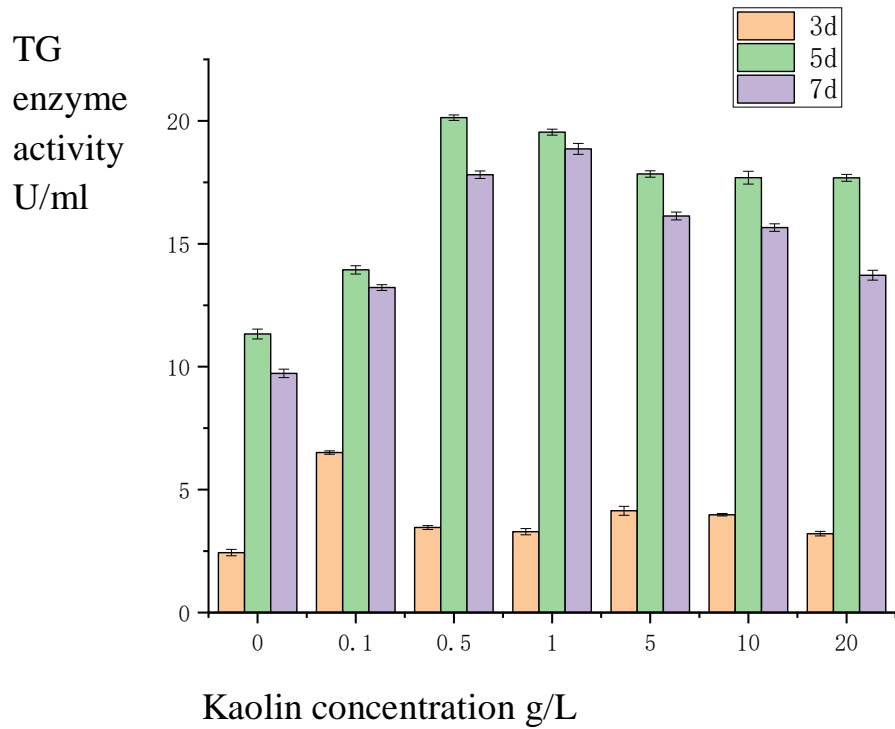 TG
enzyme
activity
U/ml
3d
5d
7d
20
15
10
5
0
0 0.1 0.5 1 5 10 20
Kaolin concentration g/L